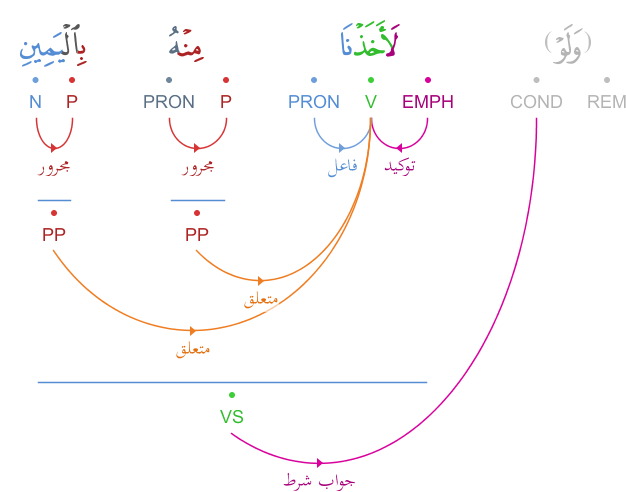 (وَلَوْ) لَأَخَذْنَا مِنْهُ بِٱلْيَمِينِ
REM COND EMPH V PRON P PRON P N
توكيد فاعل مجرور مجرور
PP PP
متعلق
متعلق
VS
جواب شرط